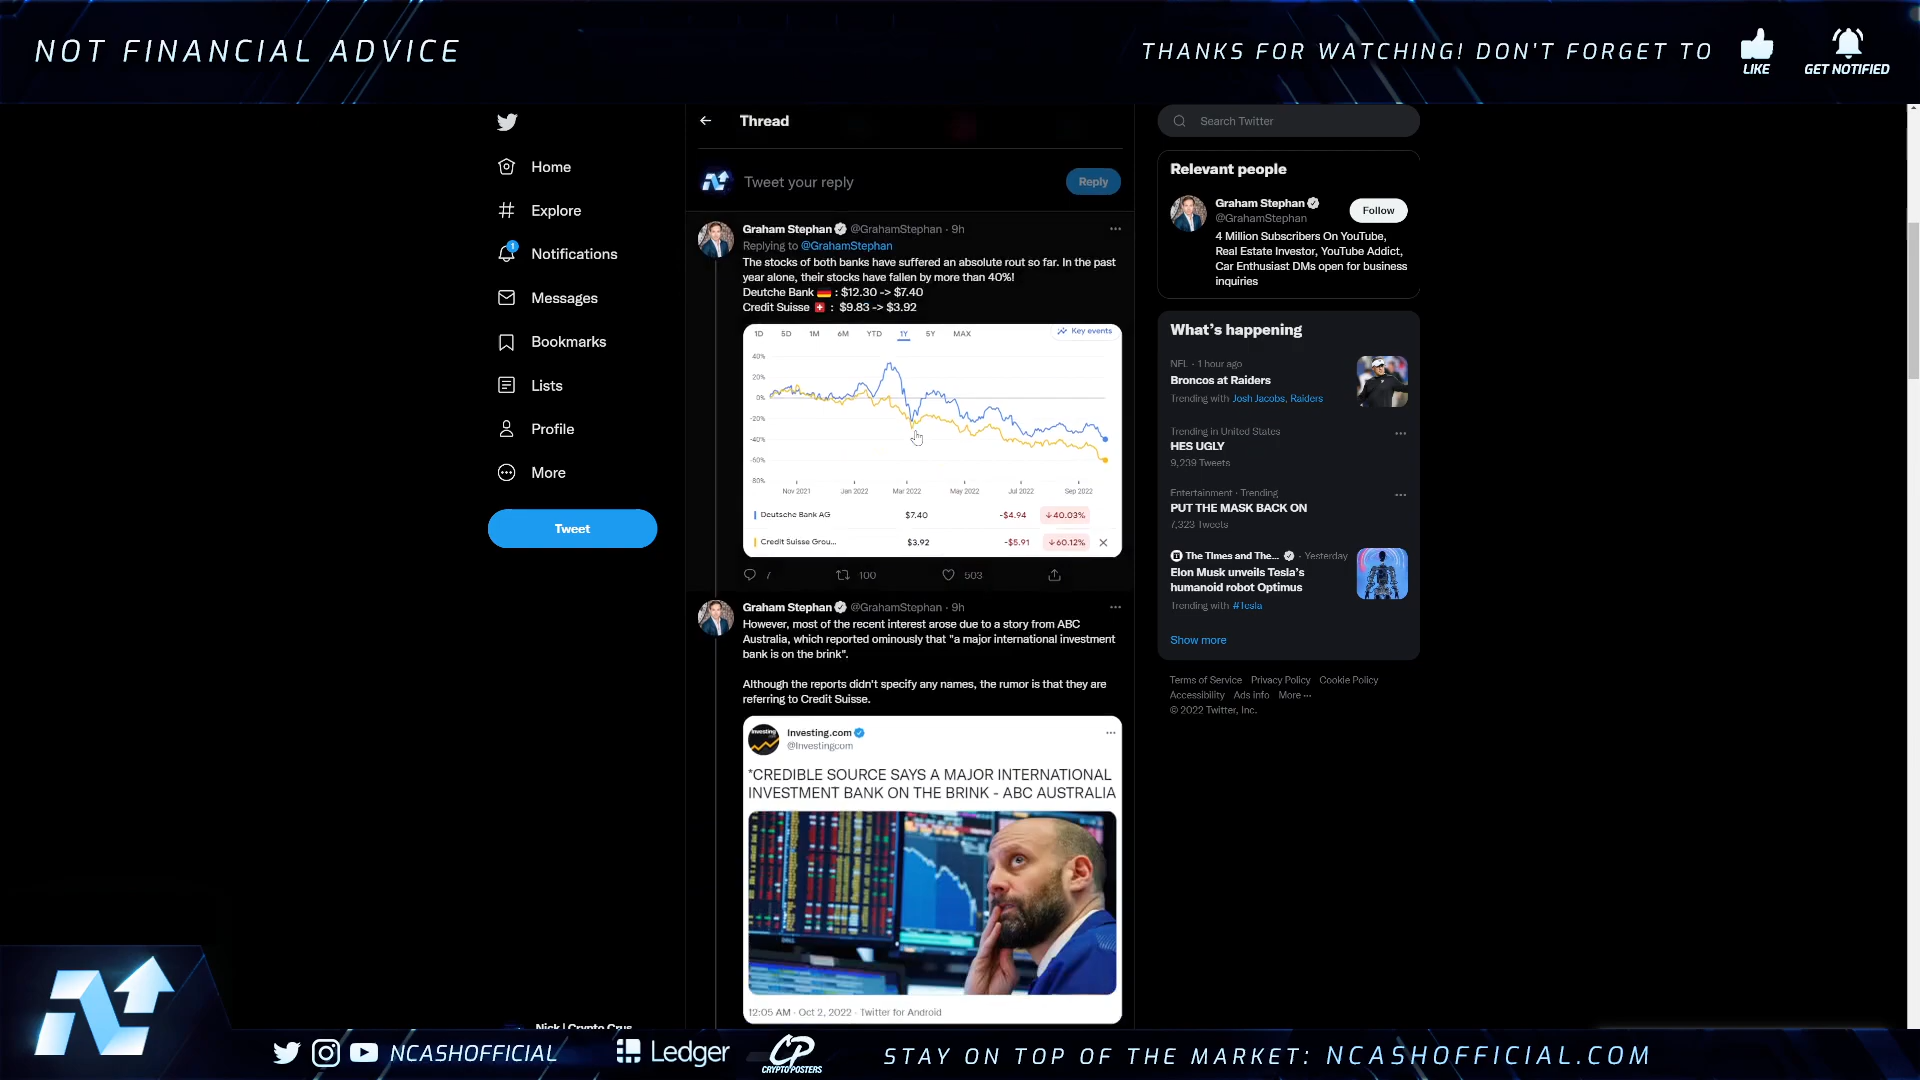 NOT FINANCIAL ADVICE
THANKS FOR WATCHING! DON'T FORGET TO
LIKE
GET NOTIFIED
Home
Explore
1
Notifications
Messages
Bookmarks
Lists
Profile
More
Tweet
Thread
Tweet your reply
Reply
Graham Stephan @GrahamStephan · 9h
Replying to @GrahamStephan
The stocks of both banks have suffered an absolute rout so far. In the past
year alone, their stocks have fallen by more than 40%!
Deutche Bank 🇩🇪 : $12.30 -> $7.40
Credit Suisse 🇨🇭 : $9.83 -> $3.92
1D 5D 1M 6M YTD 1Y 5Y MAX
Key events
40%
20%
0%
-20%
-40%
-60%
80%
Nov 2021 Jan 2022 Mar 2022 May 2022 Jul 2022 Sep 2022
Deutsche Bank AG $7.40 -$4.94 ↓40.03%
Credit Suisse Grou... $3.92 -$5.91 ↓60.12%
7 100 503
Graham Stephan @GrahamStephan · 9h
However, most of the recent interest arose due to a story from ABC
Australia, which reported ominously that "a major international investment
bank is on the brink".
Although the reports didn't specify any names, the rumor is that they are
referring to Credit Suisse.
Investing.com
@Investingcom
*CREDIBLE SOURCE SAYS A MAJOR INTERNATIONAL
INVESTMENT BANK ON THE BRINK - ABC AUSTRALIA
12:05 AM · Oct 2, 2022 · Twitter for Android
Search Twitter
Relevant people
Graham Stephan
@GrahamStephan
Follow
4 Million Subscribers On YouTube,
Real Estate Investor, YouTube Addict,
Car Enthusiast DMs open for business
inquiries
What's happening
NFL · 1 hour ago
Broncos at Raiders
Trending with Josh Jacobs, Raiders
Trending in United States
HES UGLY
9,239 Tweets
Entertainment · Trending
PUT THE MASK BACK ON
7,323 Tweets
The Times and The... · Yesterday
Elon Musk unveils Tesla's
humanoid robot Optimus
Trending with #Tesla
Show more
Terms of Service Privacy Policy Cookie Policy
Accessibility Ads info More ···
© 2022 Twitter, Inc.
Nick | Crypto Crus
NCASHOFFICIAL
Ledger
CP
CRYPTOPOSTERS
STAY ON TOP OF THE MARKET: NCASHOFFICIAL.COM